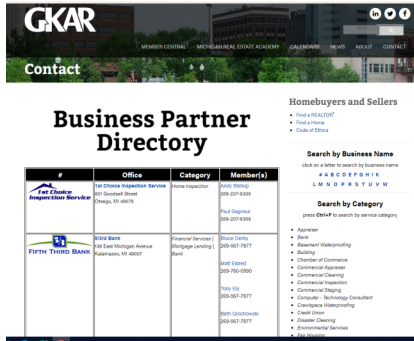 GKAR
MEMBER CENTRAL MICHIGAN REAL ESTATE ACADEMY CALENDARS NEWS ABOUT CONTACT
Contact
Business Partner
Directory
# Office Category Member(s)
1st Choice
Inspection Service
1st Choice Inspection Service
601 Goodsell Street
Otsego, MI 49078
Home Inspection
Andy Bishop
269-207-9309
Paul Gagneur
269-207-9309
FIFTH THIRD BANK
5/3rd Bank
136 East Michigan Avenue
Kalamazoo, MI 49007
Financial Services |
Mortgage Lending |
Bank
Bruce Derby
269-567-7877
Matt Eldred
269-760-0990
Tony Ely
269-567-7877
Beth Grochowski
269-567-7877
Homebuyers and Sellers
Find a REALTOR®
Find a Home
Code of Ethics
Search by Business Name
click on a letter to search by business name
# A B C D E F G H I K
L M N O P R S T U V W
Search by Category
press Ctrl+F to search by service category
Appraiser
Bank
Basement Waterproofing
Building
Chamber of Commerce
Commercial Appraiser
Commercial Cleaning
Commercial Inspection
Commercial Staging
Computer - Technology Consultant
Crawlspace Waterproofing
Credit Union
Disaster Cleaning
Environmental Services
Fair Housing